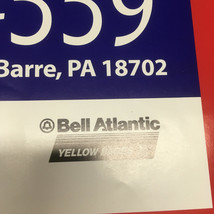 -559
Barre, PA 18702
Bell Atlantic
YELLOW